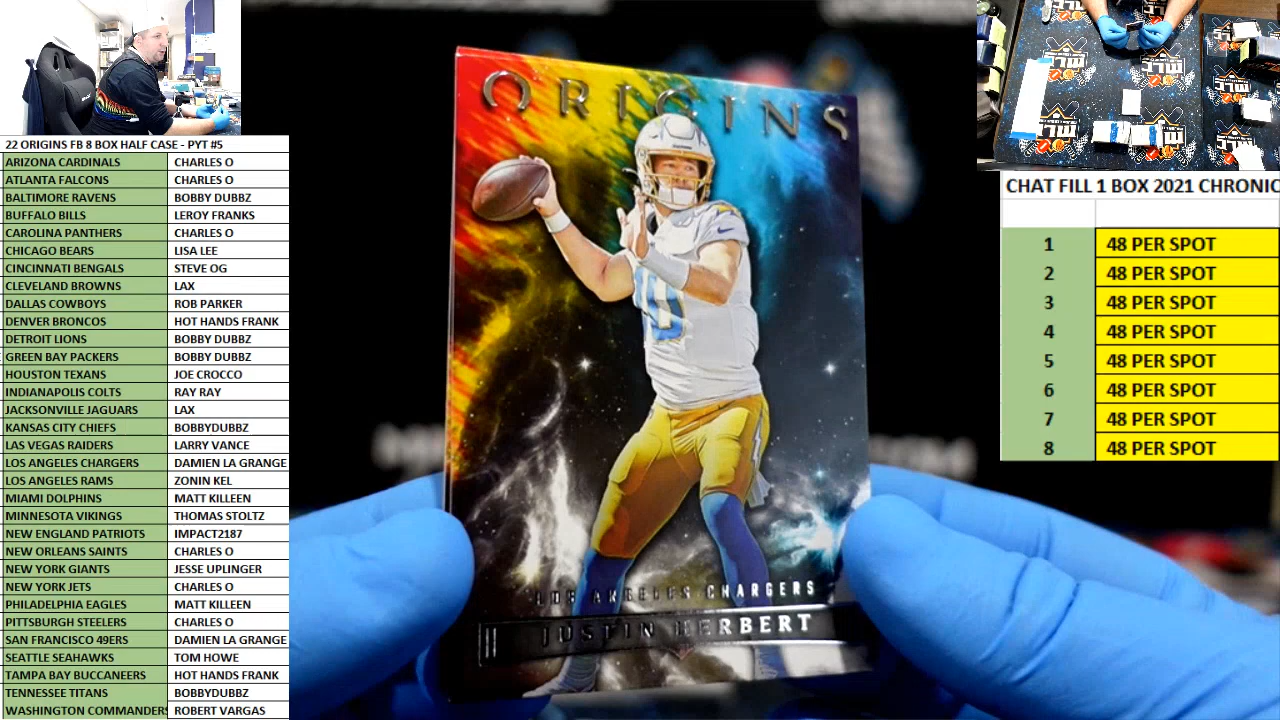 22 ORIGINS FB 8 BOX HALF CASE - PYT #5
ARIZONA CARDINALS CHARLES O
ATLANTA FALCONS CHARLES O
BALTIMORE RAVENS BOBBY DUBBZ
BUFFALO BILLS LEROY FRANKS
CAROLINA PANTHERS CHARLES O
CHICAGO BEARS LISA LEE
CINCINNATI BENGALS STEVE OG
CLEVELAND BROWNS LAX
DALLAS COWBOYS ROB PARKER
DENVER BRONCOS HOT HANDS FRANK
DETROIT LIONS BOBBY DUBBZ
GREEN BAY PACKERS BOBBY DUBBZ
HOUSTON TEXANS JOE CROCCO
INDIANAPOLIS COLTS RAY RAY
JACKSONVILLE JAGUARS LAX
KANSAS CITY CHIEFS BOBBYDUBBZ
LAS VEGAS RAIDERS LARRY VANCE
LOS ANGELES CHARGERS DAMIEN LA GRANGE
LOS ANGELES RAMS ZONIN KEL
MIAMI DOLPHINS MATT KILLEEN
MINNESOTA VIKINGS THOMAS STOLTZ
NEW ENGLAND PATRIOTS IMPACT2187
NEW ORLEANS SAINTS CHARLES O
NEW YORK GIANTS JESSE UPLINGER
NEW YORK JETS CHARLES O
PHILADELPHIA EAGLES MATT KILLEEN
PITTSBURGH STEELERS CHARLES O
SAN FRANCISCO 49ERS DAMIEN LA GRANGE
SEATTLE SEAHAWKS TOM HOWE
TAMPA BAY BUCCANEERS HOT HANDS FRANK
TENNESSEE TITANS BOBBYDUBBZ
WASHINGTON COMMANDERS ROBERT VARGAS
ORIGINS
10
LOS ANGELES CHARGERS
JUSTIN HERBERT
MLC
CHAT FILL 1 BOX 2021 CHRONIC
1 48 PER SPOT
2 48 PER SPOT
3 48 PER SPOT
4 48 PER SPOT
5 48 PER SPOT
6 48 PER SPOT
7 48 PER SPOT
8 48 PER SPOT